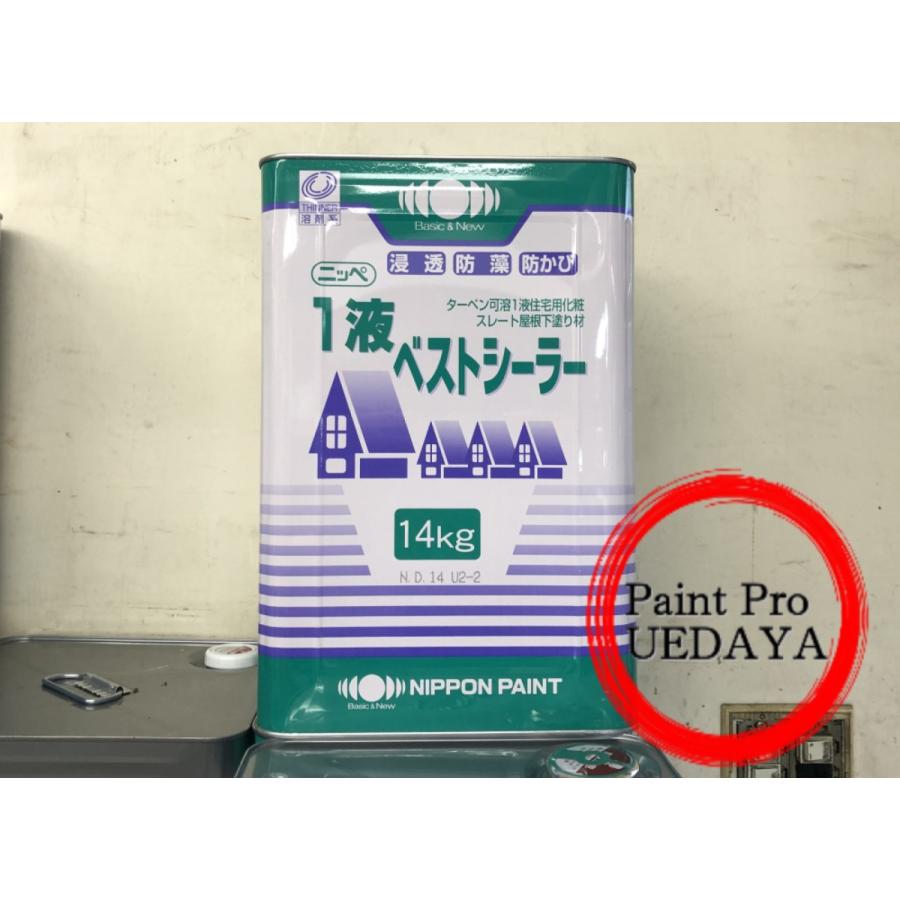 THINNER
溶剤系
Basic & New
ニッペ
浸透 防藻 防かび
ターペン可溶1液住宅用化粧
スレート屋根下塗り材
1液
ベストシーラー
14kg
N.D.14 U2-2
NIPPON PAINT
Basic & New
Paint Pro
UEDAYA